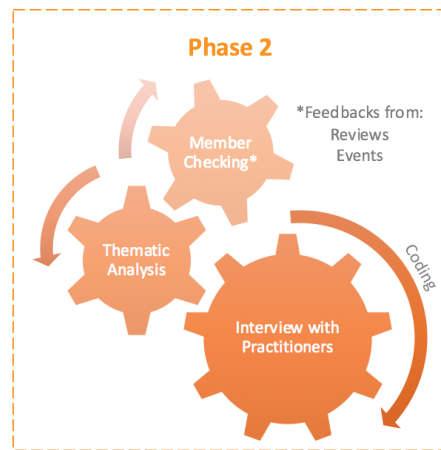 Phase 2
Member
Checking*
*Feedbacks from:
Reviews
Events
Thematic
Analysis
Coding
Interview with
Practitioners